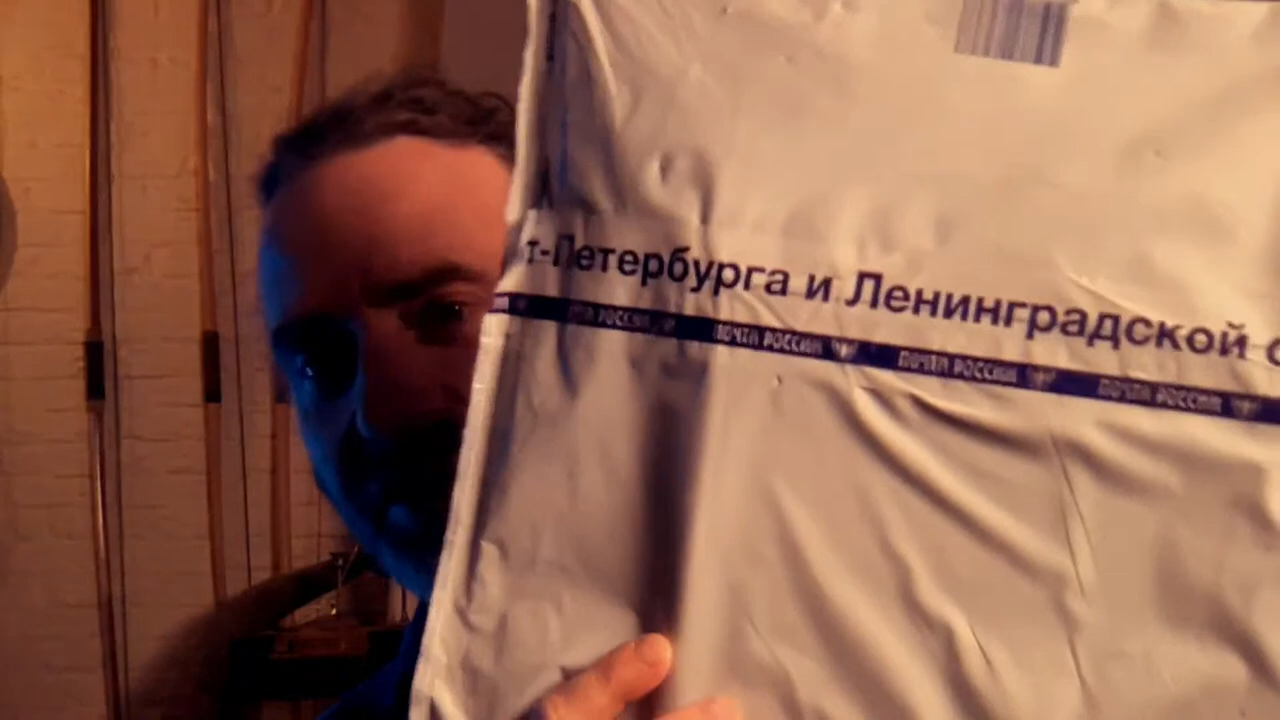 т-Петербурга и Ленинградской о
ПОЧТА РОССИИ ПОЧТА РОССИИ ПОЧТА РОССИИ ПОЧТА РОССИИ